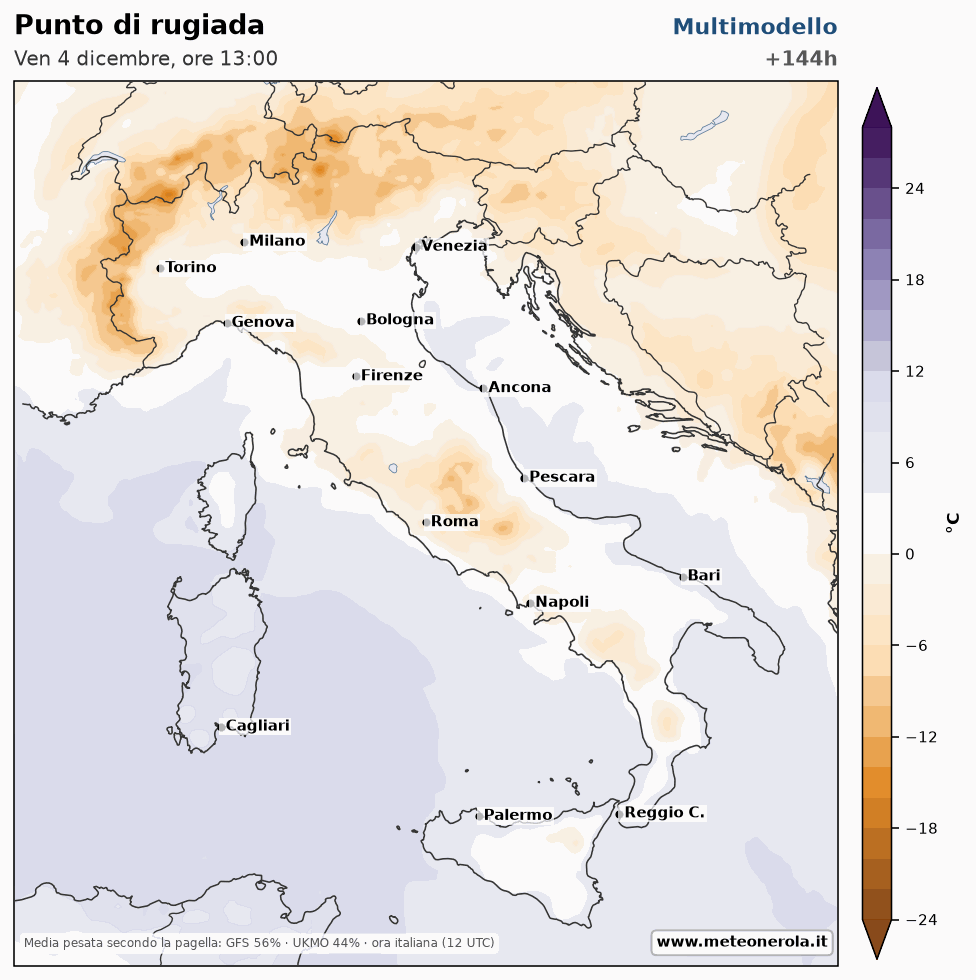 Punto di rugiada
Multimodello
Ven 4 dicembre, ore 13:00
+144h
Milano
Venezia
Torino
Genova
Bologna
Firenze
Ancona
Pescara
Roma
Bari
Napoli
Cagliari
Palermo
Reggio C.
24
18
12
6
0
−6
−12
−18
−24
°C
Media pesata secondo la pagella: GFS 56% · UKMO 44% · ora italiana (12 UTC)
www.meteonerola.it